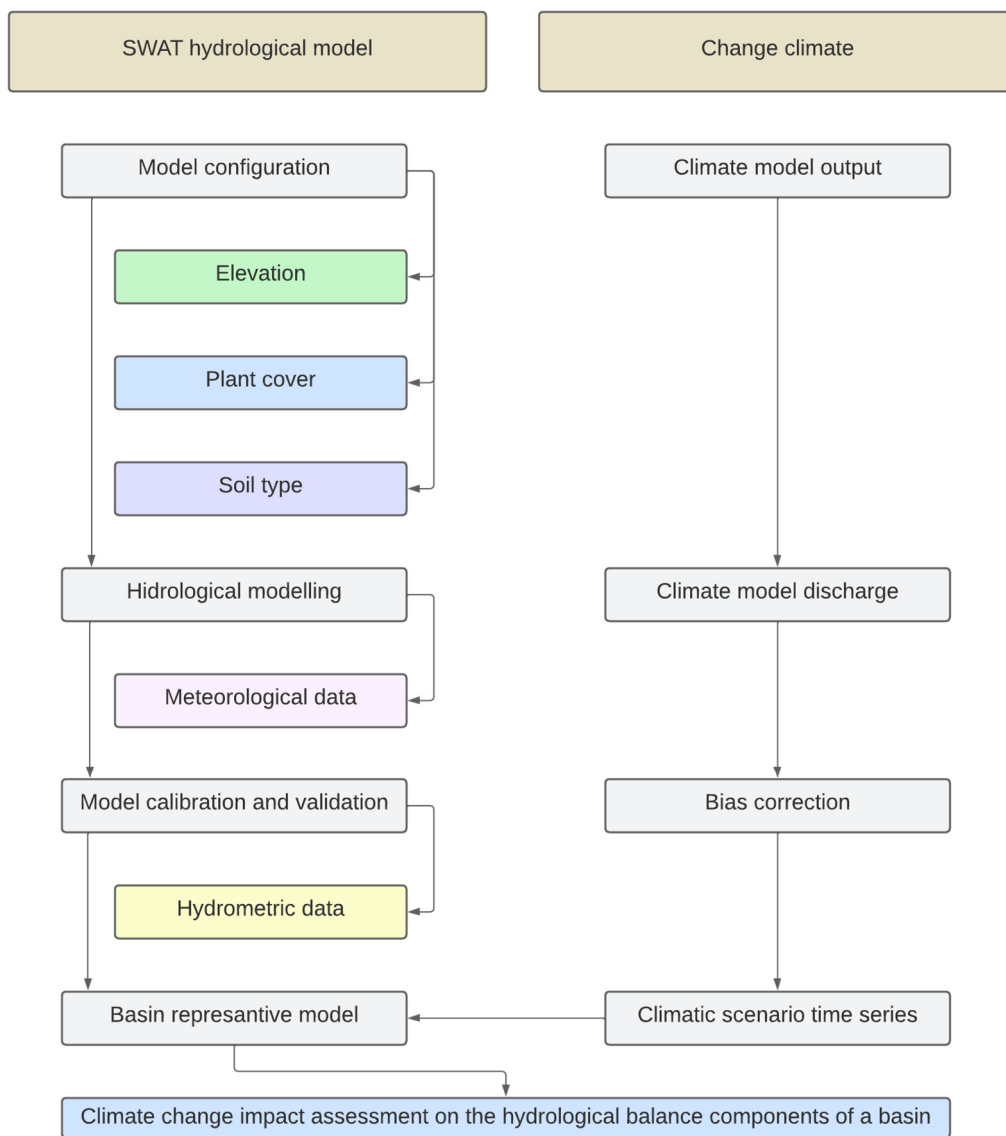 SWAT hydrological model
Change climate
Model configuration
Climate model output
Elevation
Plant cover
Soil type
Hidrological modelling
Climate model discharge
Meteorological data
Model calibration and validation
Bias correction
Hydrometric data
Basin represantive model
Climatic scenario time series
Climate change impact assessment on the hydrological balance components of a basin